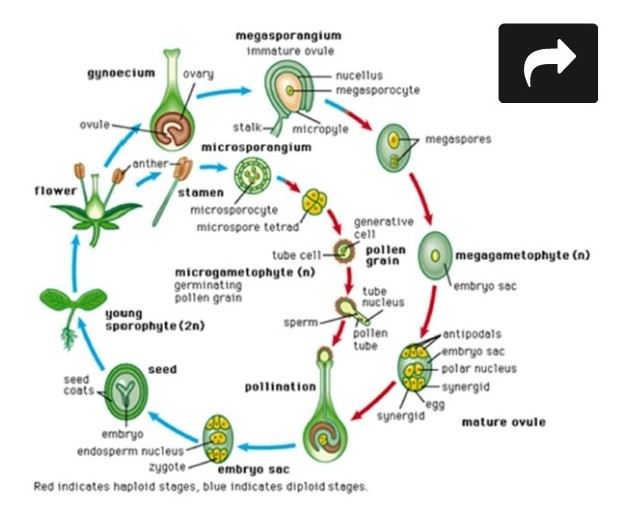 megasporangium
immature ovule
gynoecium
ovary
nucellus
megasporocyte
ovule
stalk
micropyle
megaspores
microsporangium
anther
flower
stamen
microsporocyte
microspore tetrad
generative
cell
tube cell
pollen
grain
megagametophyte (n)
embryo sac
microgametophyte (n)
germinating
pollen grain
tube
nucleus
sperm
pollen
tube
young
sporophyte (2n)
antipodals
embryo sac
polar nucleus
synergid
egg
synergid
mature ovule
seed
seed
coats
pollination
embryo
endosperm nucleus
zygote
embryo sac
Red indicates haploid stages, blue indicates diploid stages.